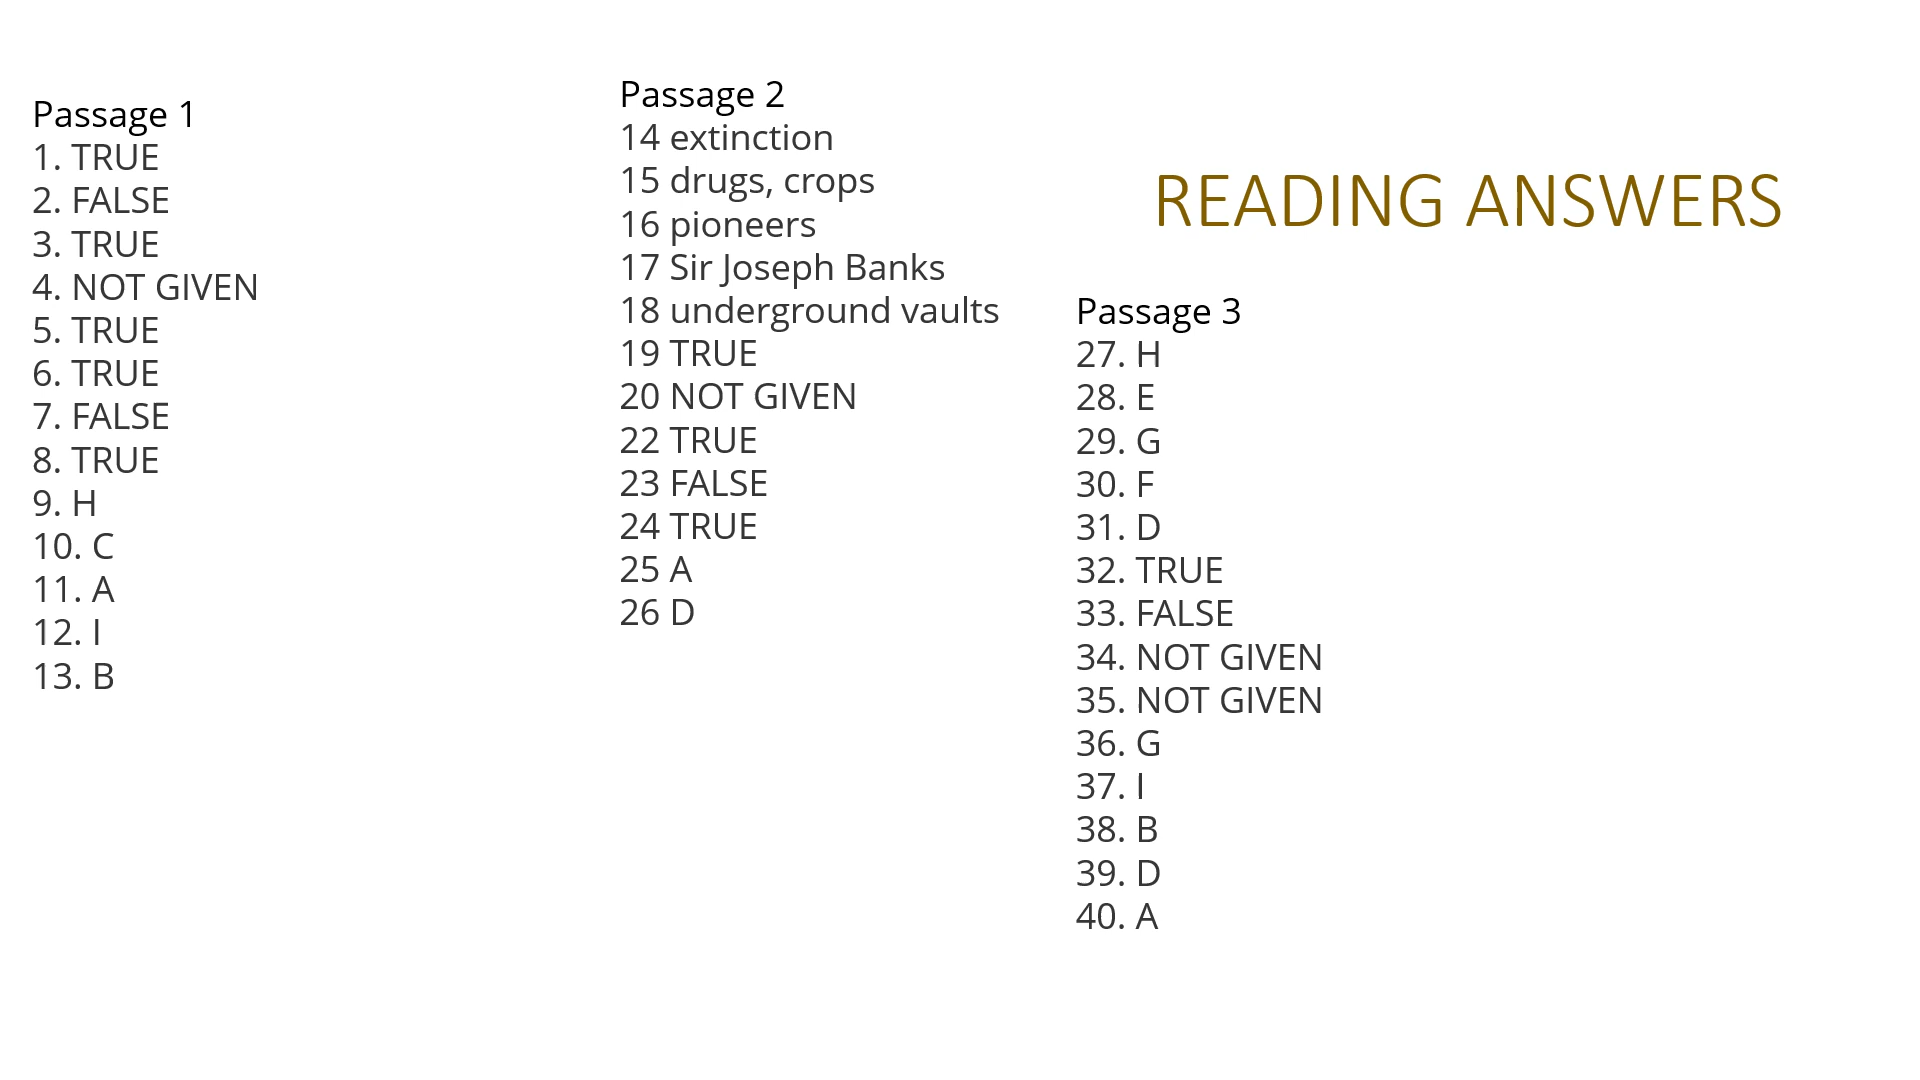 Passage 1
1. TRUE
2. FALSE
3. TRUE
4. NOT GIVEN
5. TRUE
6. TRUE
7. FALSE
8. TRUE
9. H
10. C
11. A
12. I
13. B
Passage 2
14 extinction
15 drugs, crops
16 pioneers
17 Sir Joseph Banks
18 underground vaults
19 TRUE
20 NOT GIVEN
22 TRUE
23 FALSE
24 TRUE
25 A
26 D
READING ANSWERS
Passage 3
27. H
28. E
29. G
30. F
31. D
32. TRUE
33. FALSE
34. NOT GIVEN
35. NOT GIVEN
36. G
37. I
38. B
39. D
40. A